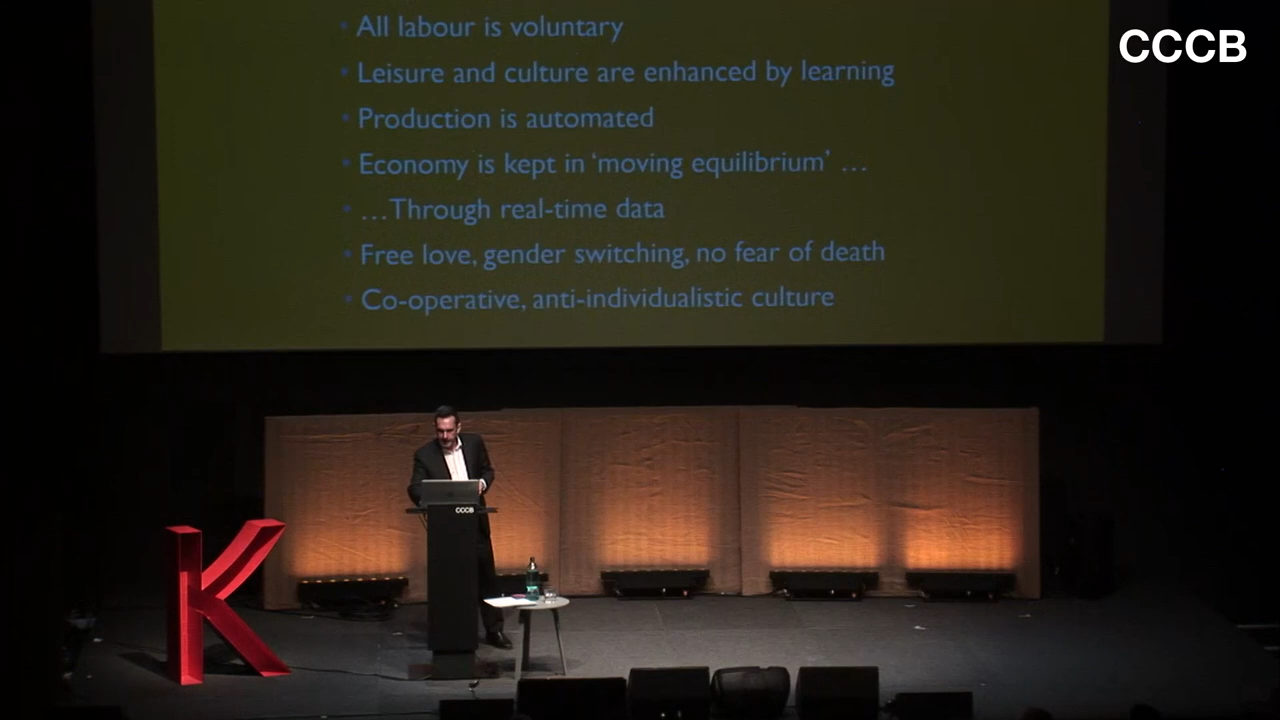 CCCB
• All labour is voluntary
• Leisure and culture are enhanced by learning
• Production is automated
• Economy is kept in ‘moving equilibrium’ …
• …Through real-time data
• Free love, gender switching, no fear of death
• Co-operative, anti-individualistic culture
CCCB
K